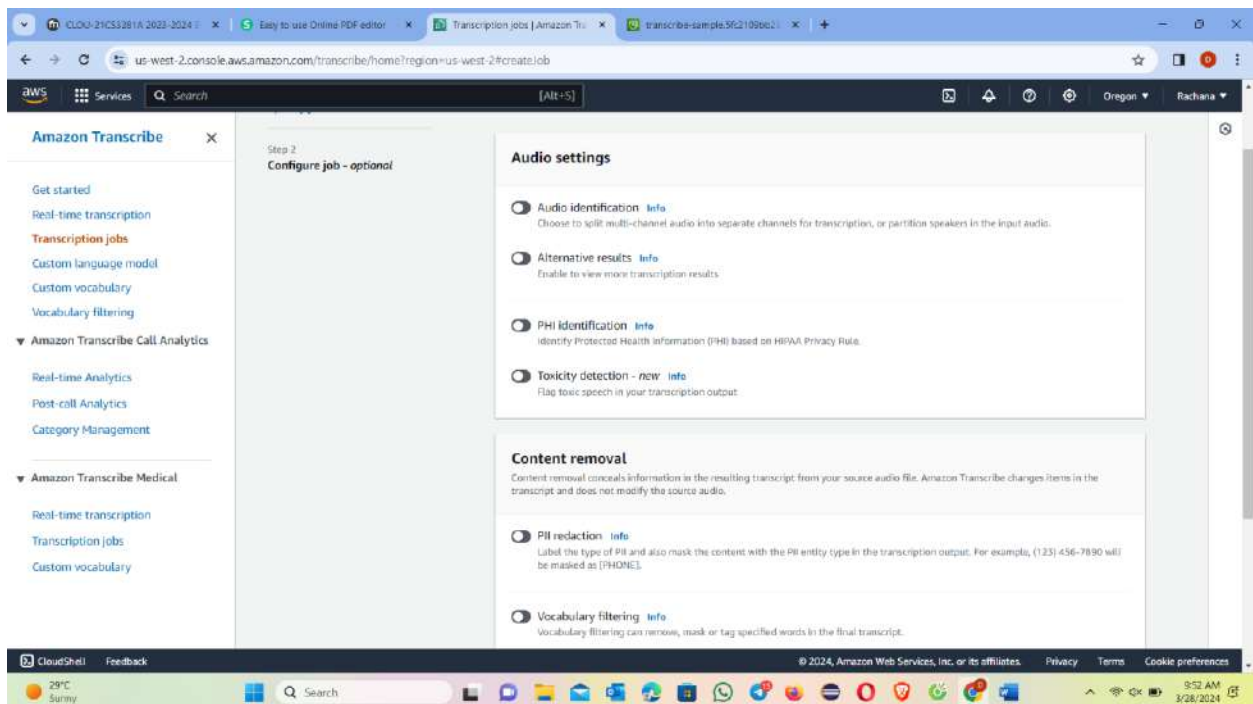 CLOU-21CS3281A 2023-2024
Easy to use Online PDF editor
Transcription jobs | Amazon Tra
us-west-2.console.aws.amazon.com/transcribe/home?region=us-west-2#createJob
aws
Services
Search
[Alt+S]
Oregon
Rachana
Amazon Transcribe
Get started
Real-time transcription
Transcription jobs
Custom language model
Custom vocabulary
Vocabulary filtering
Amazon Transcribe Call Analytics
Real-time Analytics
Post-call Analytics
Category Management
Amazon Transcribe Medical
Real-time transcription
Transcription jobs
Custom vocabulary
Step 2
Configure job - optional
Audio settings
Audio identification Info
Choose to split multi-channel audio into separate channels for transcription, or partition speakers in the input audio.
Alternative results Info
Enable to view more transcription results
PHI identification Info
Identify Protected Health Information (PHI) based on HIPAA Privacy Rule.
Toxicity detection - new Info
Flag toxic speech in your transcription output
Content removal
Content removal conceals information in the resulting transcript from your source audio file. Amazon Transcribe changes items in the
transcript and does not modify the source audio.
PII redaction Info
Label the type of PII and also mask the content with the PII entity type in the transcription output. For example, (123) 456-7890 will
be masked as [PHONE].
Vocabulary filtering Info
Vocabulary filtering can remove, mask or tag specified words in the final transcript.
CloudShell
Feedback
© 2024, Amazon Web Services, Inc. or its affiliates.
Privacy
Terms
Cookie preferences
29°C
Sunny
Search
9:52 AM
3/28/2024